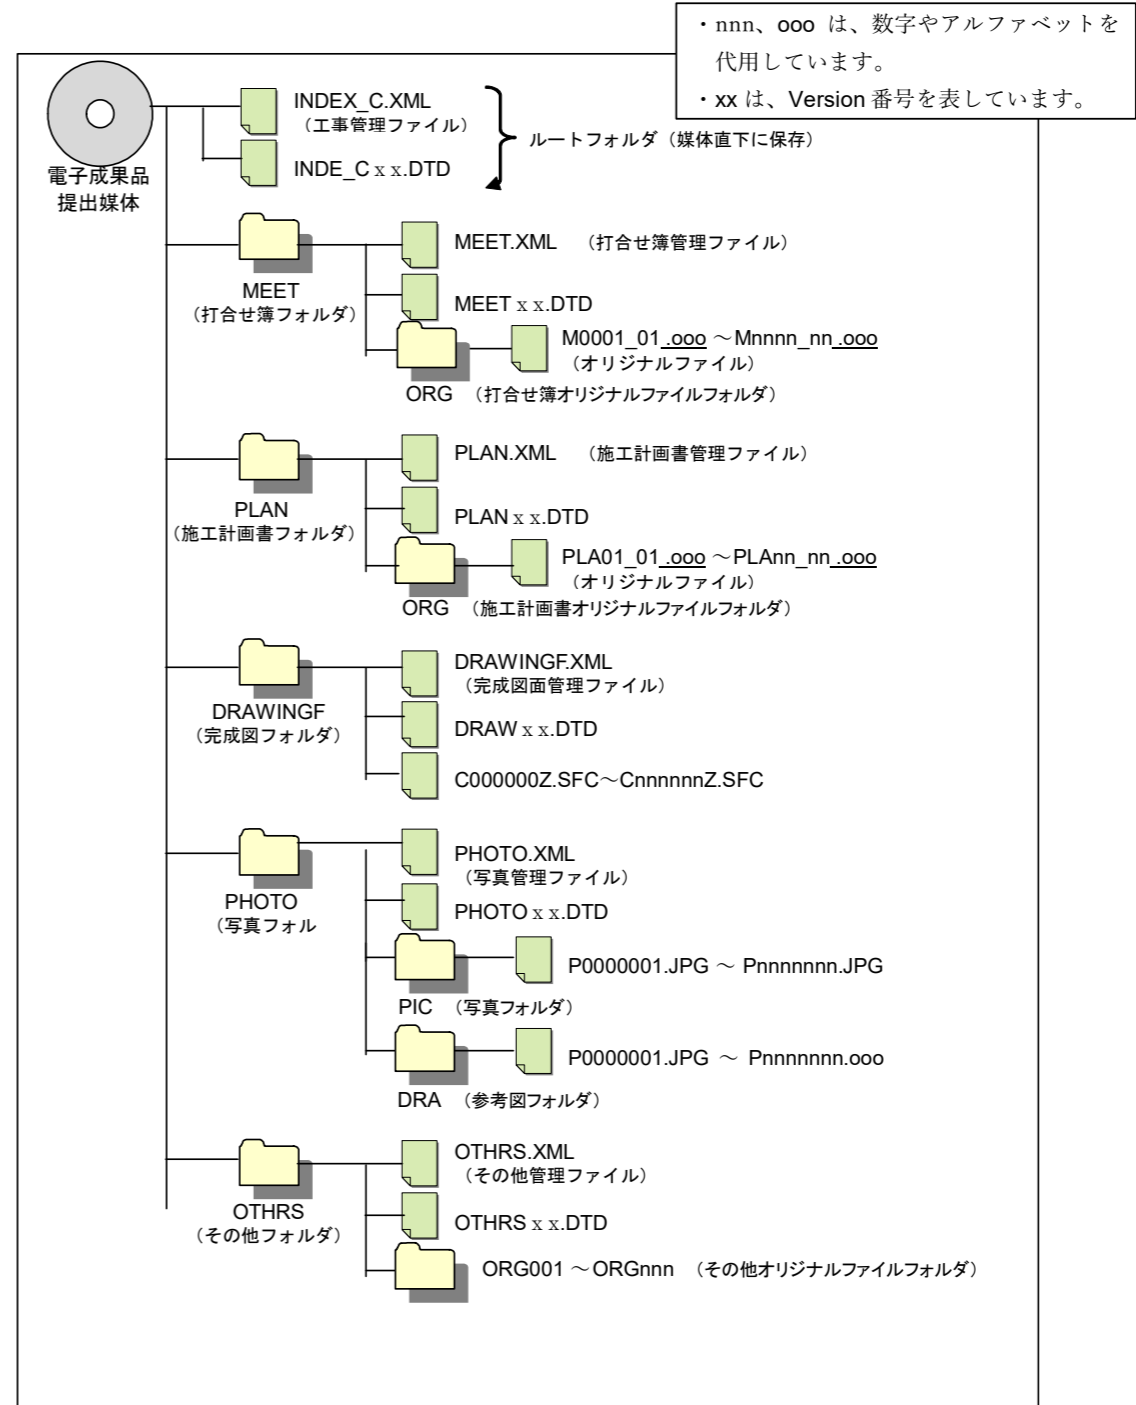 ・nnn、ooo は、数字やアルファベットを
代用しています。
・xx は、Version 番号を表しています。
電子成果品
提出媒体
INDEX_C.XML
（工事管理ファイル）
INDE_Cｘｘ.DTD
ルートフォルダ（媒体直下に保存）
MEET
（打合せ簿フォルダ）
MEET.XML （打合せ簿管理ファイル）
MEETｘｘ.DTD
M0001_01.ooo ～Mnnnn_nn.ooo
（オリジナルファイル）
ORG （打合せ簿オリジナルファイルフォルダ）
PLAN
（施工計画書フォルダ）
PLAN.XML （施工計画書管理ファイル）
PLANｘｘ.DTD
PLA01_01.ooo ～PLAnn_nn.ooo
（オリジナルファイル）
ORG （施工計画書オリジナルファイルフォルダ）
DRAWINGF
（完成図フォルダ）
DRAWINGF.XML
（完成図面管理ファイル）
DRAWｘｘ.DTD
C000000Z.SFC～CnnnnnnZ.SFC
PHOTO
（写真フォル
PHOTO.XML
（写真管理ファイル）
PHOTOｘｘ.DTD
P0000001.JPG ～ Pnnnnnnn.JPG
PIC （写真フォルダ）
P0000001.JPG ～ Pnnnnnnn.ooo
DRA （参考図フォルダ）
OTHRS
（その他フォルダ）
OTHRS.XML
（その他管理ファイル）
OTHRSｘｘ.DTD
ORG001 ～ORGnnn （その他オリジナルファイルフォルダ）